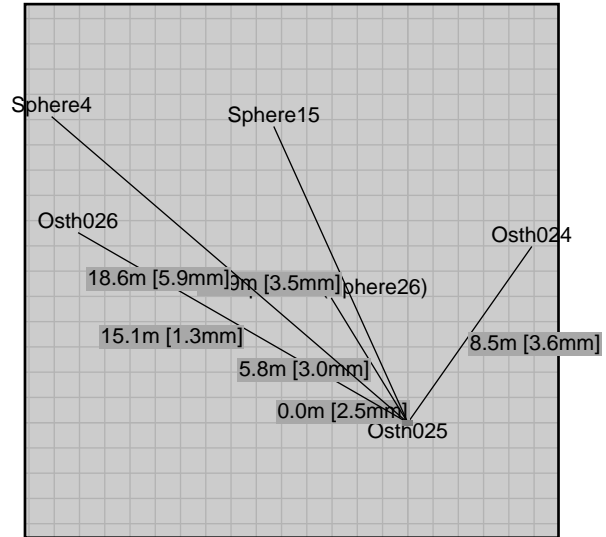 Sphere4
Sphere15
Osth026
Osth024
18.6m [5.9mm]
9m [3.5mm]
phere26)
15.1m [1.3mm]
8.5m [3.6mm]
5.8m [3.0mm]
0.0m [2.5mm]
Osth025